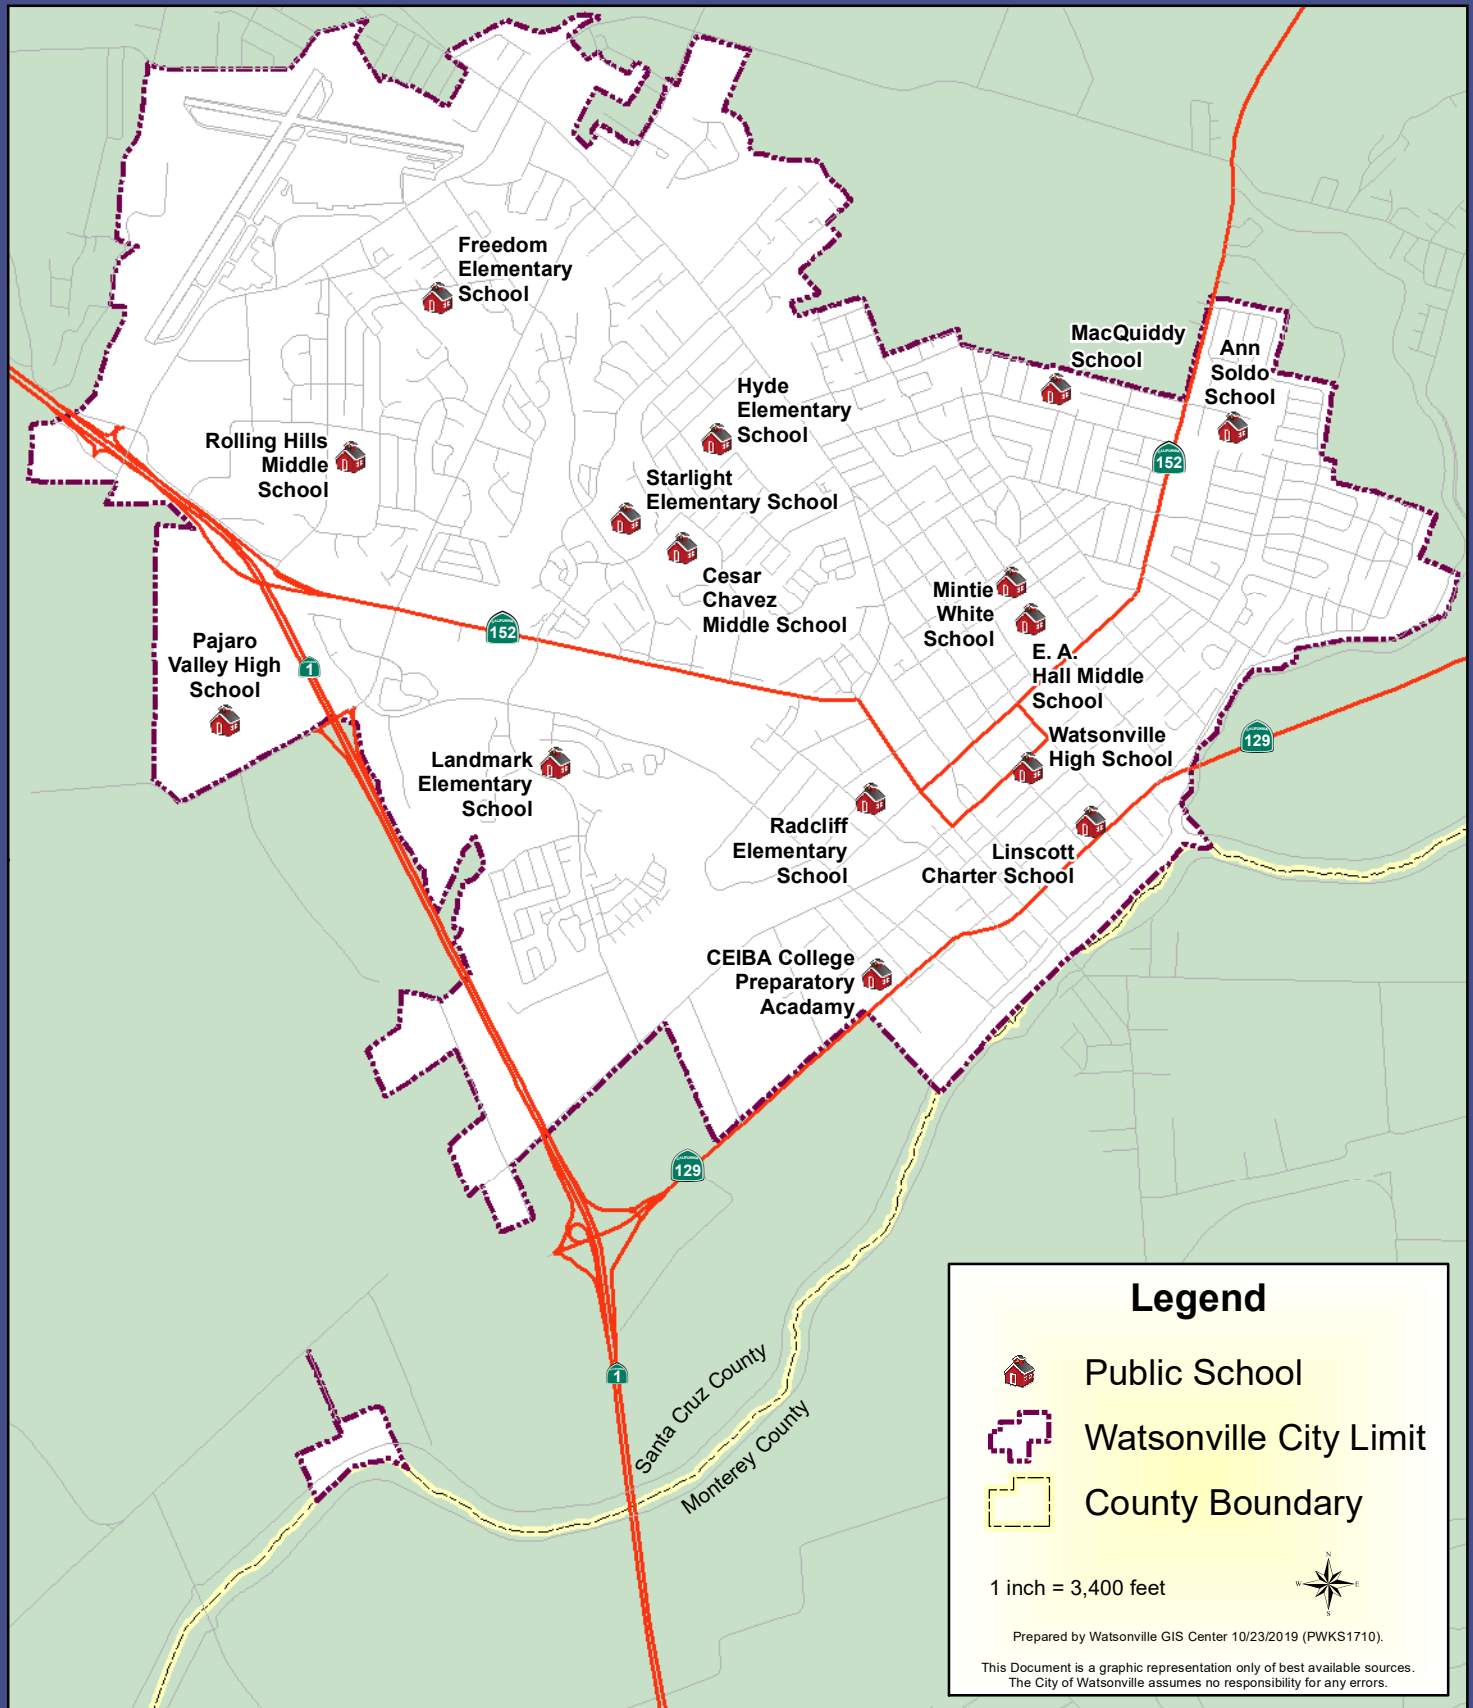 Freedom
Elementary
School
MacQuiddy
School
Ann
Soldo
School
Hyde
Elementary
School
Rolling Hills
Middle
School
CALIFORNIA
152
Starlight
Elementary School
Cesar
Chavez
Middle School
Mintie
White
School
CALIFORNIA
152
Pajaro
Valley High
School
1
E. A.
Hall Middle
School
Watsonville
High School
CALIFORNIA
129
Landmark
Elementary
School
Radcliff
Elementary
School
Linscott
Charter School
CEIBA College
Preparatory
Acadamy
CALIFORNIA
129
1
Santa Cruz County
Monterey County
Legend
Public School
Watsonville City Limit
County Boundary
1 inch = 3,400 feet
N
W
E
S
Prepared by Watsonville GIS Center 10/23/2019 (PWKS1710).
This Document is a graphic representation only of best available sources.
The City of Watsonville assumes no responsibility for any errors.